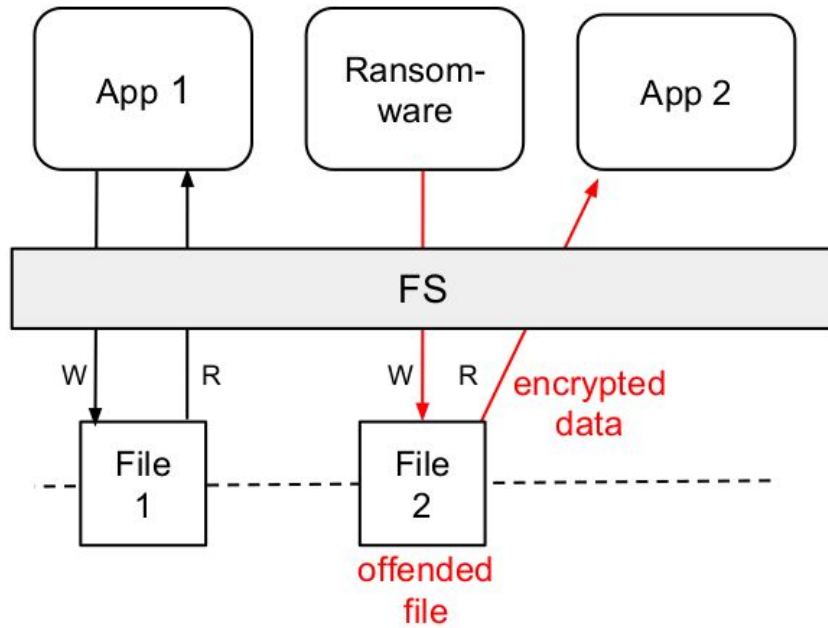 App 1
Ransom-
ware
App 2
FS
W
R
W
R
encrypted
data
File
1
File
2
offended
file